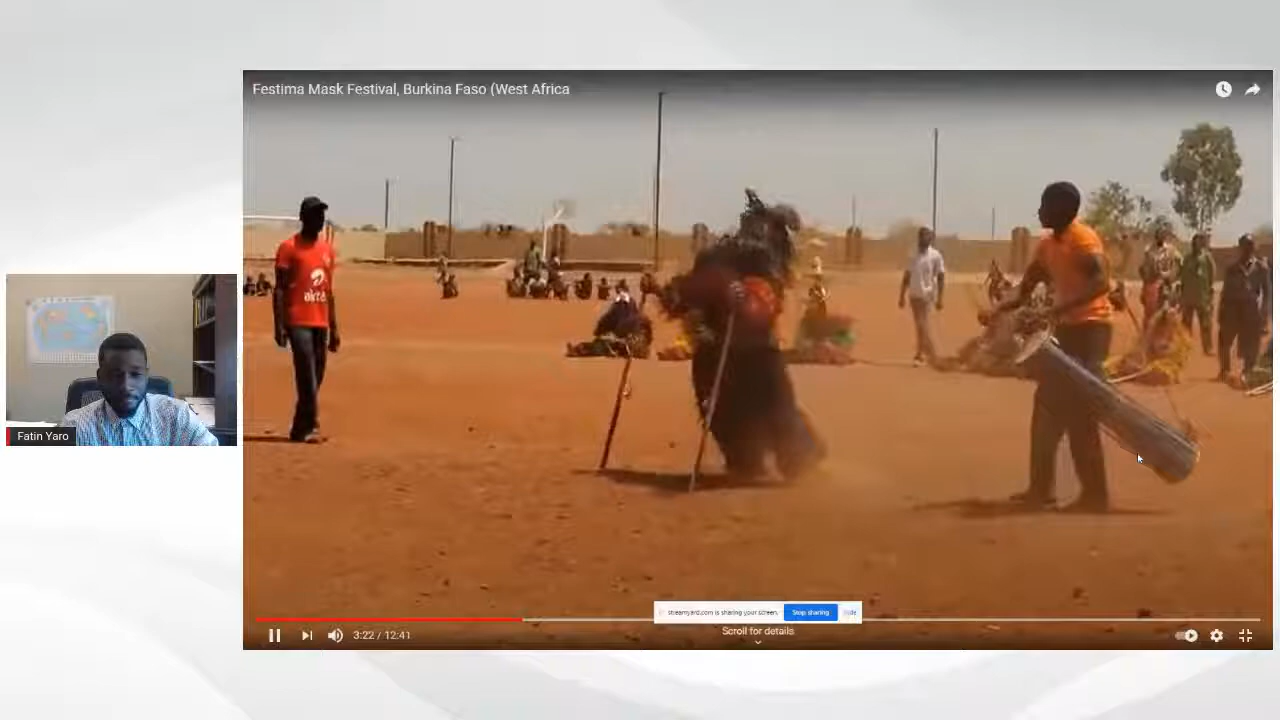 Festima Mask Festival, Burkina Faso (West Africa
Fatin Yaro
streamyard.com is sharing your screen.
Stop sharing
Hide
Scroll for details
3:22 / 12:41